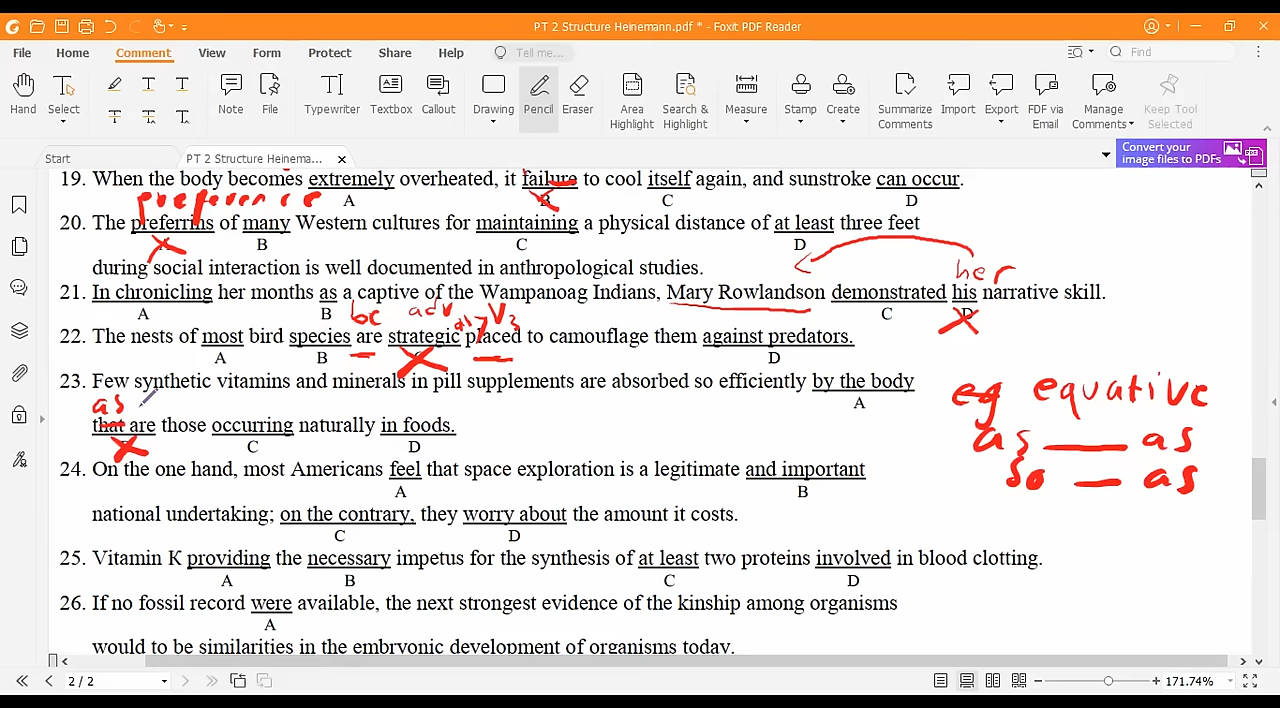 PT 2 Structure Heinemann.pdf * - Foxit PDF Reader
File Home Comment View Form Protect Share Help Tell me... Find
Hand Select Note File Typewriter Textbox Callout Drawing Pencil Eraser Area Highlight Search & Highlight Measure Stamp Create Summarize Comments Import Export FDF via Email Manage Comments Keep Tool Selected
Start PT 2 Structure Heinema... Convert your image files to PDFs
19. When the body becomes extremely overheated, it failure to cool itself again, and sunstroke can occur.
A B C D
preference
20. The preferrins of many Western cultures for maintaining a physical distance of at least three feet
A B C D
during social interaction is well documented in anthropological studies.
her
21. In chronicling her months as a captive of the Wampanoag Indians, Mary Rowlandson demonstrated his narrative skill.
A B C D
be adv V3
22. The nests of most bird species are strategic placed to camouflage them against predators.
A B D
23. Few synthetic vitamins and minerals in pill supplements are absorbed so efficiently by the body
A
as
that are those occurring naturally in foods.
C D
eg equative
as as
so as
24. On the one hand, most Americans feel that space exploration is a legitimate and important
A B
national undertaking; on the contrary, they worry about the amount it costs.
C D
25. Vitamin K providing the necessary impetus for the synthesis of at least two proteins involved in blood clotting.
A B C D
26. If no fossil record were available, the next strongest evidence of the kinship among organisms
A
would to be similarities in the embryonic development of organisms today.
2 / 2 171.74%